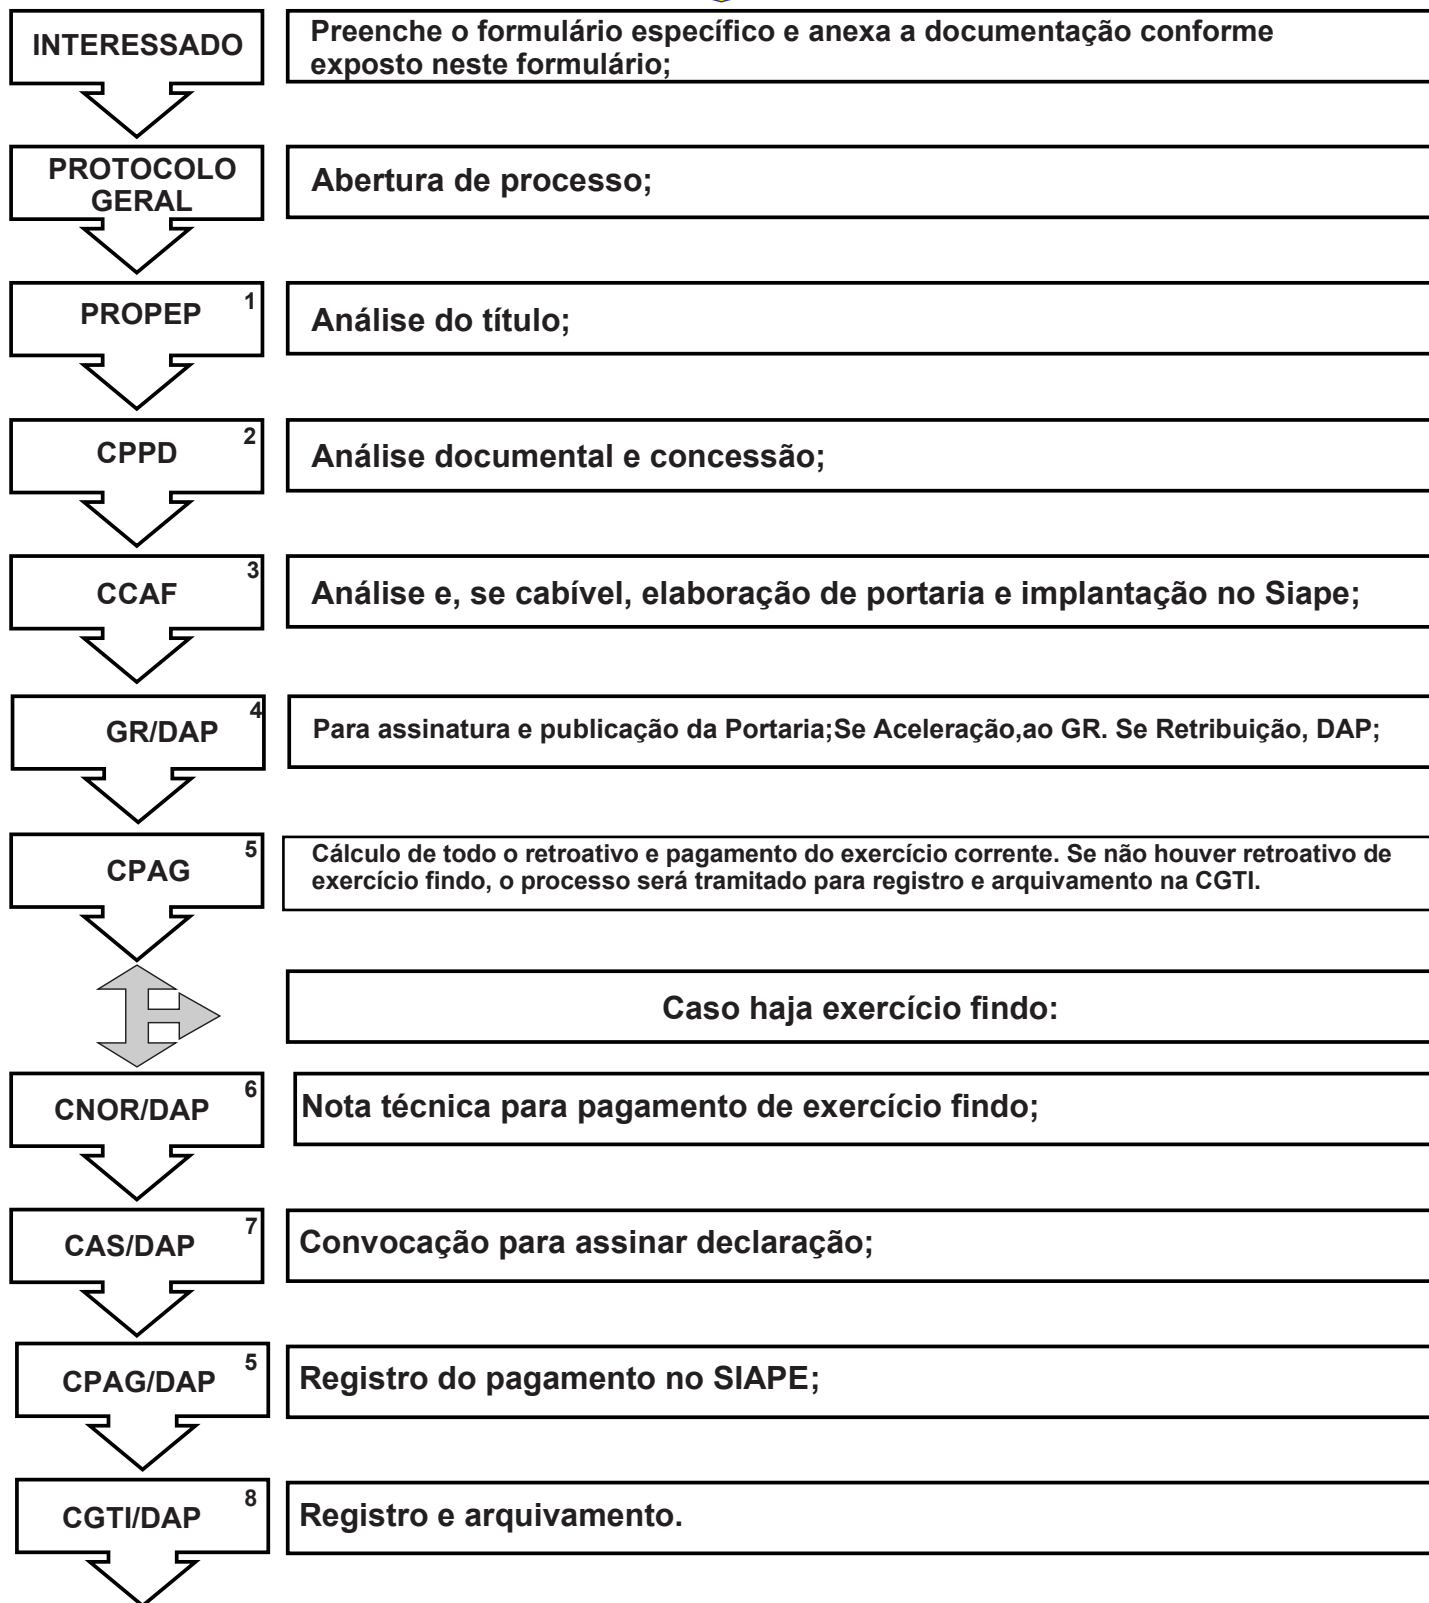 INTERESSADO
Preenche o formulário específico e anexa a documentação conforme
exposto neste formulário;
PROTOCOLO
GERAL
Abertura de processo;
PROPEP 1
Análise do título;
CPPD 2
Análise documental e concessão;
CCAF 3
Análise e, se cabível, elaboração de portaria e implantação no Siape;
GR/DAP 4
Para assinatura e publicação da Portaria;Se Aceleração,ao GR. Se Retribuição, DAP;
CPAG 5
Cálculo de todo o retroativo e pagamento do exercício corrente. Se não houver retroativo de
exercício findo, o processo será tramitado para registro e arquivamento na CGTI.
Caso haja exercício findo:
CNOR/DAP 6
Nota técnica para pagamento de exercício findo;
CAS/DAP 7
Convocação para assinar declaração;
CPAG/DAP 5
Registro do pagamento no SIAPE;
CGTI/DAP 8
Registro e arquivamento.